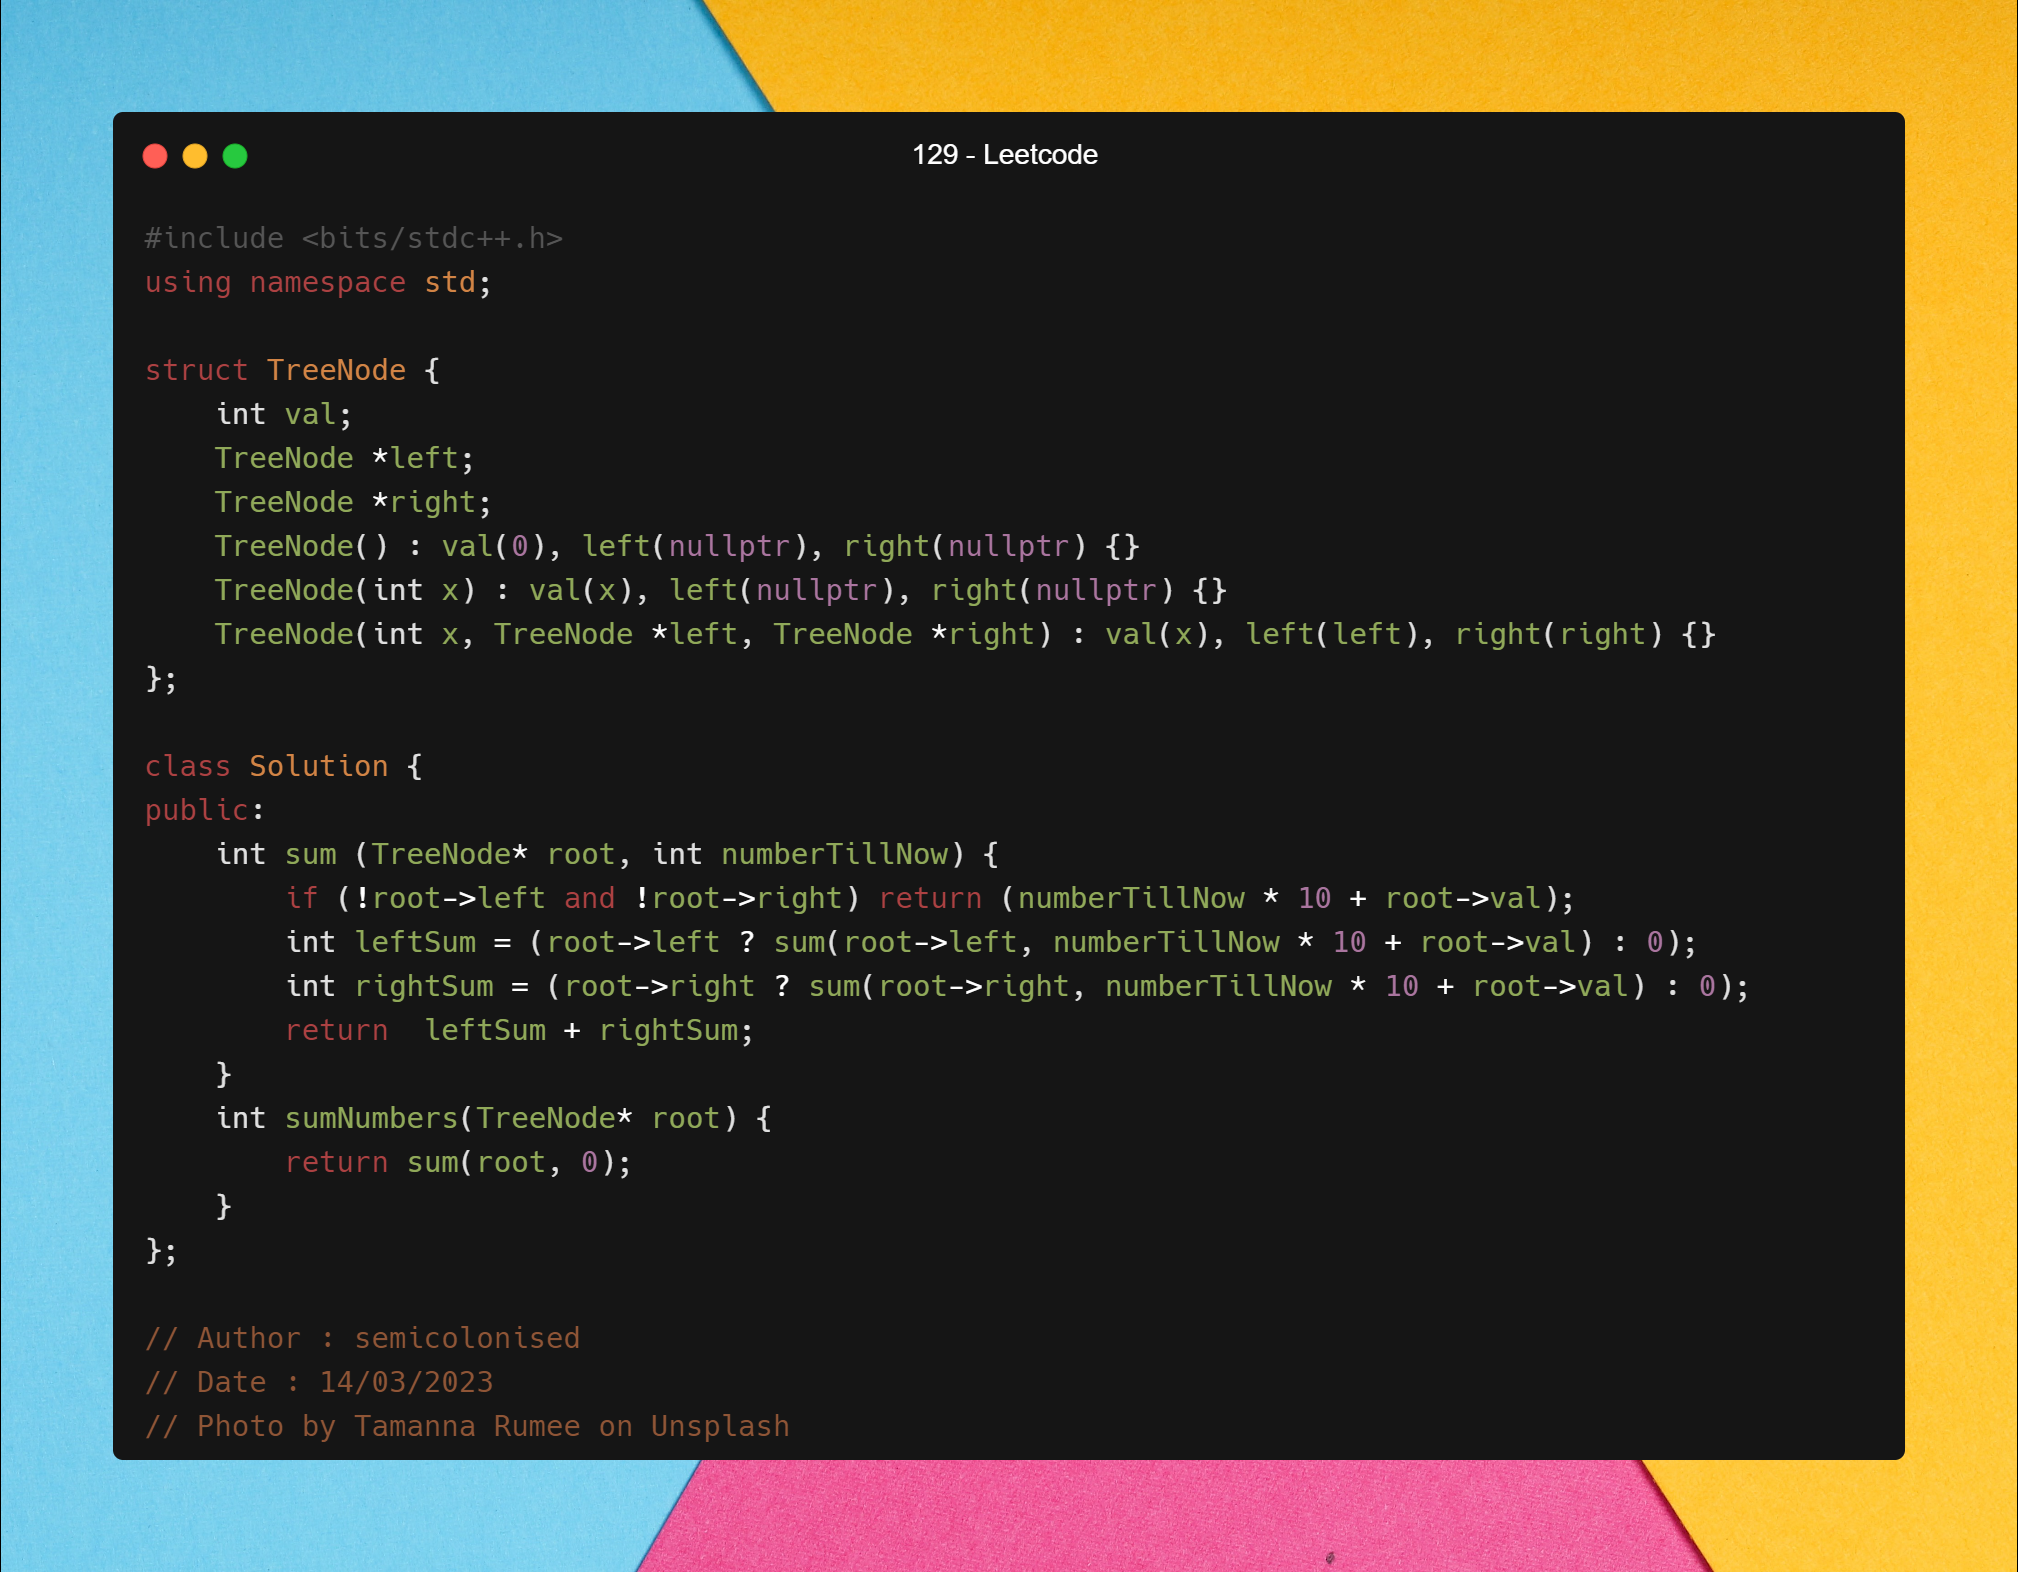 129 - Leetcode
#include <bits/stdc++.h>
using namespace std;
struct TreeNode {
    int val;
    TreeNode *left;
    TreeNode *right;
    TreeNode() : val(0), left(nullptr), right(nullptr) {}
    TreeNode(int x) : val(x), left(nullptr), right(nullptr) {}
    TreeNode(int x, TreeNode *left, TreeNode *right) : val(x), left(left), right(right) {}
};
class Solution {
public:
    int sum (TreeNode* root, int numberTillNow) {
        if (!root->left and !root->right) return (numberTillNow * 10 + root->val);
        int leftSum = (root->left ? sum(root->left, numberTillNow * 10 + root->val) : 0);
        int rightSum = (root->right ? sum(root->right, numberTillNow * 10 + root->val) : 0);
        return  leftSum + rightSum;
    }
    int sumNumbers(TreeNode* root) {
        return sum(root, 0);
    }
};
// Author : semicolonised
// Date : 14/03/2023
// Photo by Tamanna Rumee on Unsplash